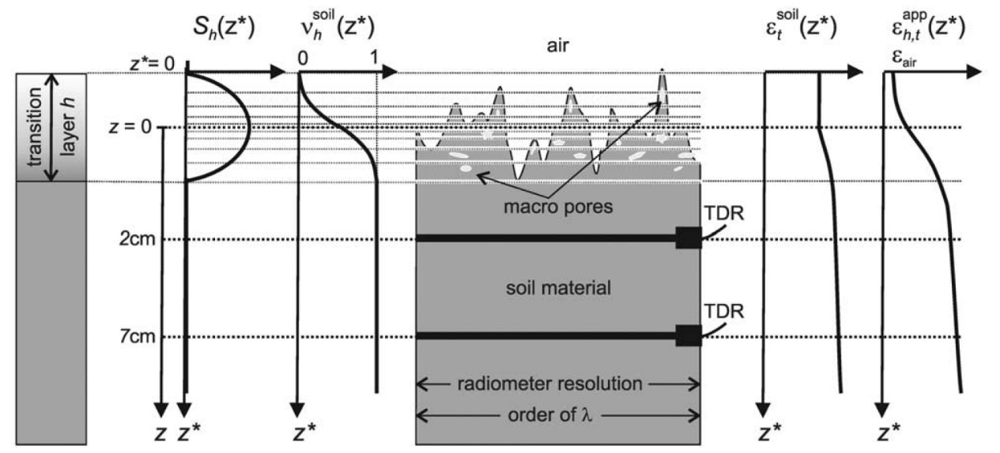 S_h(z*)
ν_h^soil(z*)
air
ε_t^soil(z*)
ε_h,t^app(z*)
z*= 0
0
1
ε_air
transition
layer h
z = 0
macro pores
TDR
2cm
soil material
TDR
7cm
radiometer resolution
order of λ
z
z*
z*
z*
z*